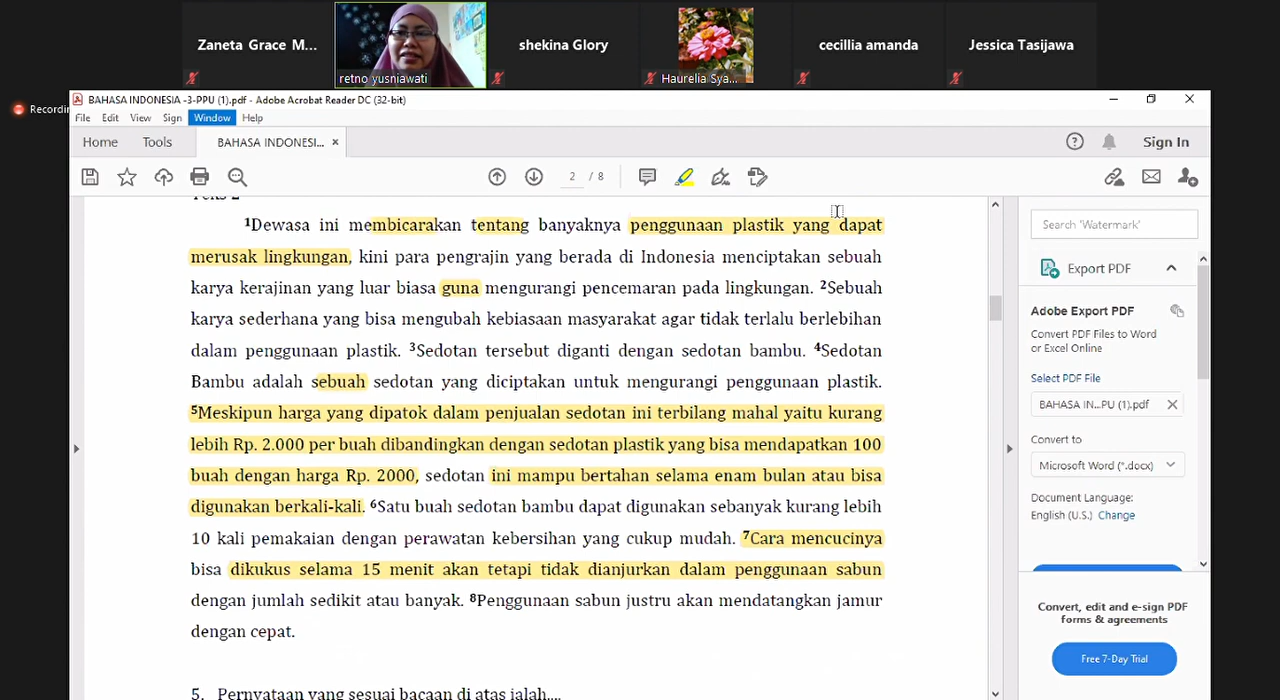 Zaneta Grace M...
retno yusniawati
shekina Glory
Haurelia Sya...
cecillia amanda
Jessica Tasijawa
BAHASA INDONESIA -3-PPU (1).pdf - Adobe Acrobat Reader DC (32-bit)
File Edit View Sign Window Help
Home Tools BAHASA INDONESI... × Sign In
2 / 8
¹Dewasa ini membicarakan tentang banyaknya penggunaan plastik yang dapat
merusak lingkungan, kini para pengrajin yang berada di Indonesia menciptakan sebuah
karya kerajinan yang luar biasa guna mengurangi pencemaran pada lingkungan. ²Sebuah
karya sederhana yang bisa mengubah kebiasaan masyarakat agar tidak terlalu berlebihan
dalam penggunaan plastik. ³Sedotan tersebut diganti dengan sedotan bambu. ⁴Sedotan
Bambu adalah sebuah sedotan yang diciptakan untuk mengurangi penggunaan plastik.
⁵Meskipun harga yang dipatok dalam penjualan sedotan ini terbilang mahal yaitu kurang
lebih Rp. 2.000 per buah dibandingkan dengan sedotan plastik yang bisa mendapatkan 100
buah dengan harga Rp. 2000, sedotan ini mampu bertahan selama enam bulan atau bisa
digunakan berkali-kali. ⁶Satu buah sedotan bambu dapat digunakan sebanyak kurang lebih
10 kali pemakaian dengan perawatan kebersihan yang cukup mudah. ⁷Cara mencucinya
bisa dikukus selama 15 menit akan tetapi tidak dianjurkan dalam penggunaan sabun
dengan jumlah sedikit atau banyak. ⁸Penggunaan sabun justru akan mendatangkan jamur
dengan cepat.
5. Pernyataan yang sesuai bacaan di atas ialah....
Search 'Watermark'
Export PDF
Adobe Export PDF
Convert PDF Files to Word
or Excel Online
Select PDF File
BAHASA IN...PU (1).pdf
Convert to
Microsoft Word (*.docx)
Document Language:
English (U.S.) Change
Convert, edit and e-sign PDF
forms & agreements
Free 7-Day Trial